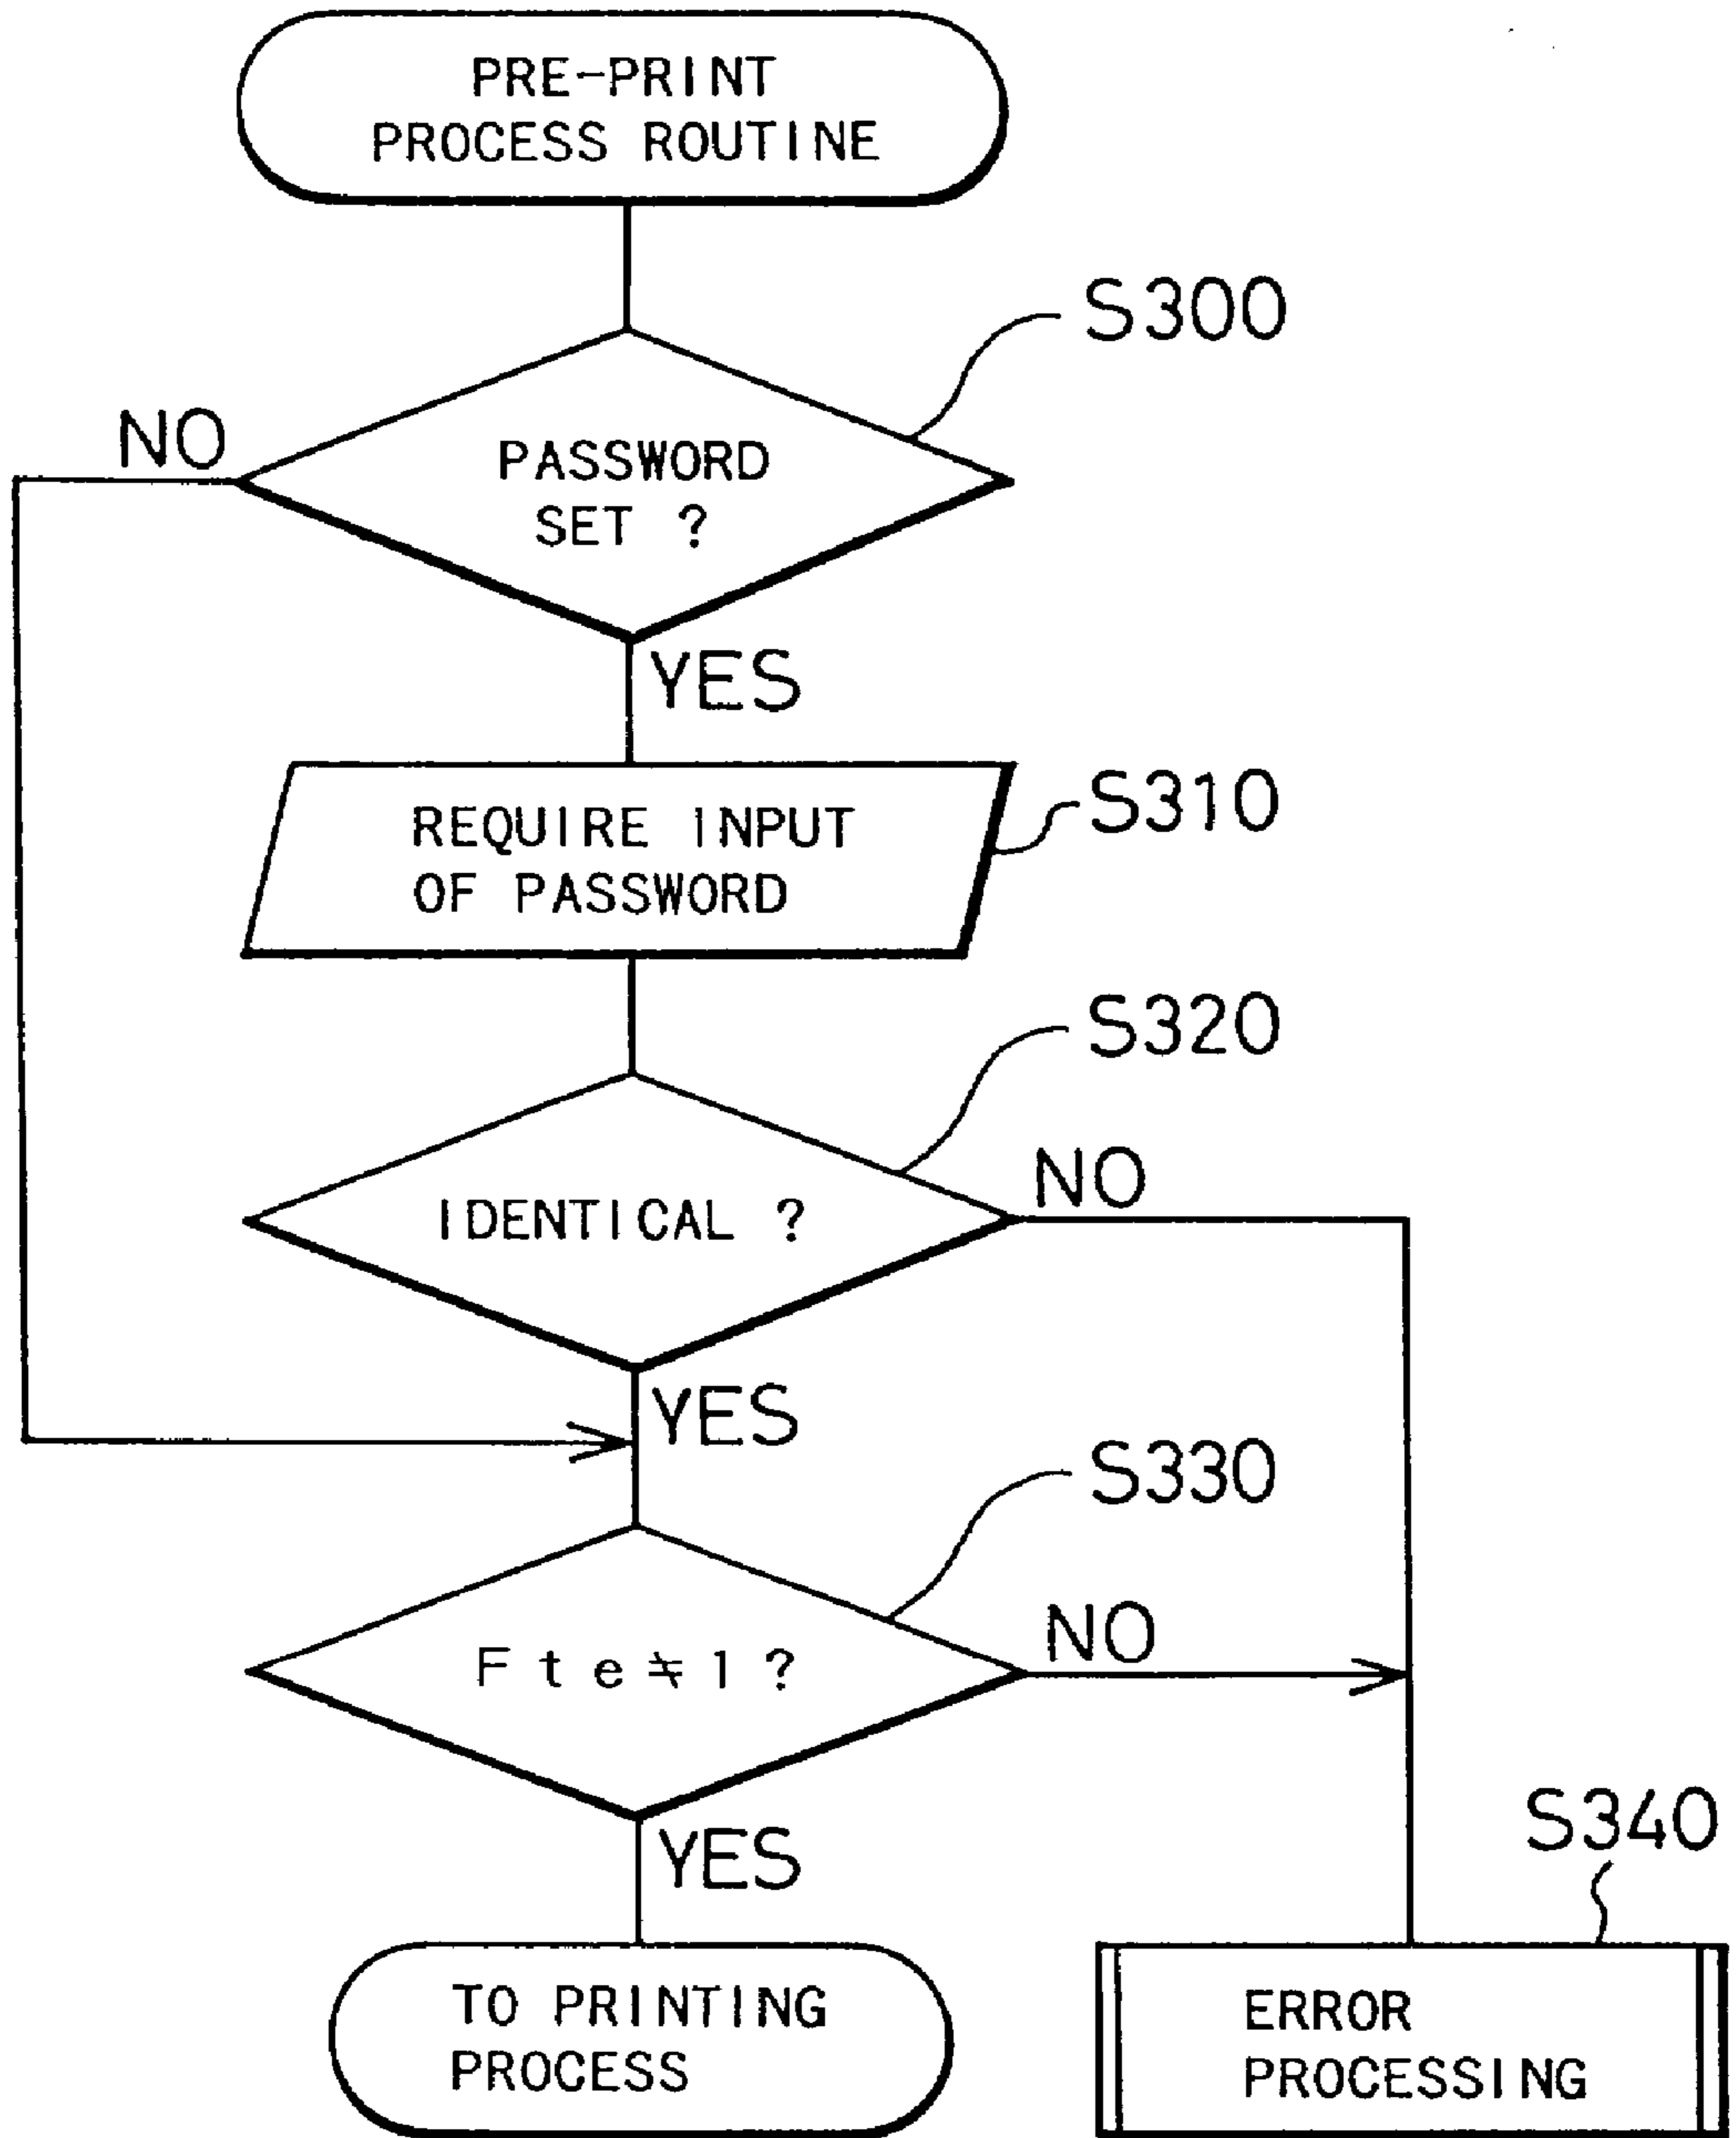 PRE-PRINT
PROCESS ROUTINE
S300
NO
PASSWORD
SET ?
YES
S310
REQUIRE INPUT
OF PASSWORD
S320
NO
IDENTICAL ?
YES
S330
NO
Fte≠1?
YES
S340
TO PRINTING
PROCESS
ERROR
PROCESSING